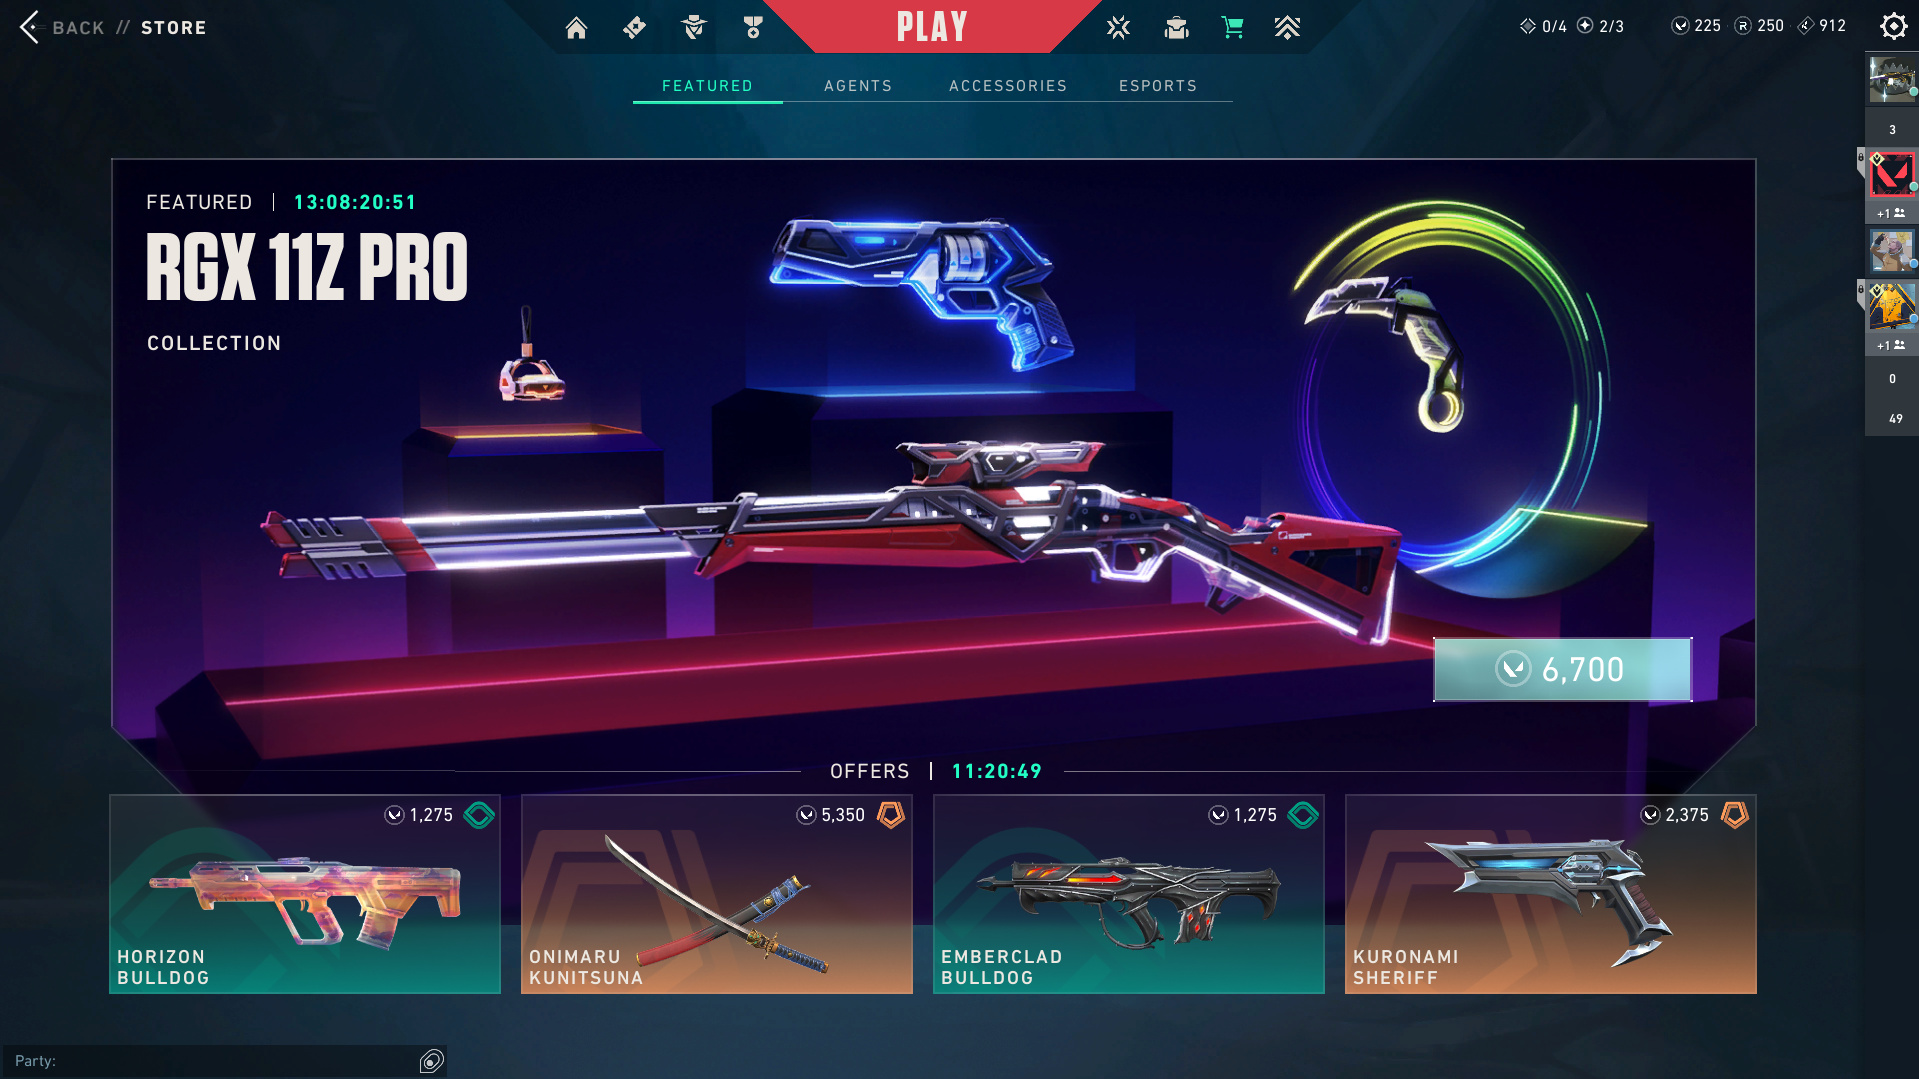 BACK // STORE
PLAY
0/4 2/3 225 R 250 912
FEATURED AGENTS ACCESSORIES ESPORTS
3
+1
+1
0
49
FEATURED | 13:08:20:51
RGX 11Z PRO
COLLECTION
6,700
OFFERS | 11:20:49
1,275
HORIZON
BULLDOG
5,350
ONIMARU
KUNITSUNA
1,275
EMBERCLAD
BULLDOG
2,375
KURONAMI
SHERIFF
Party: